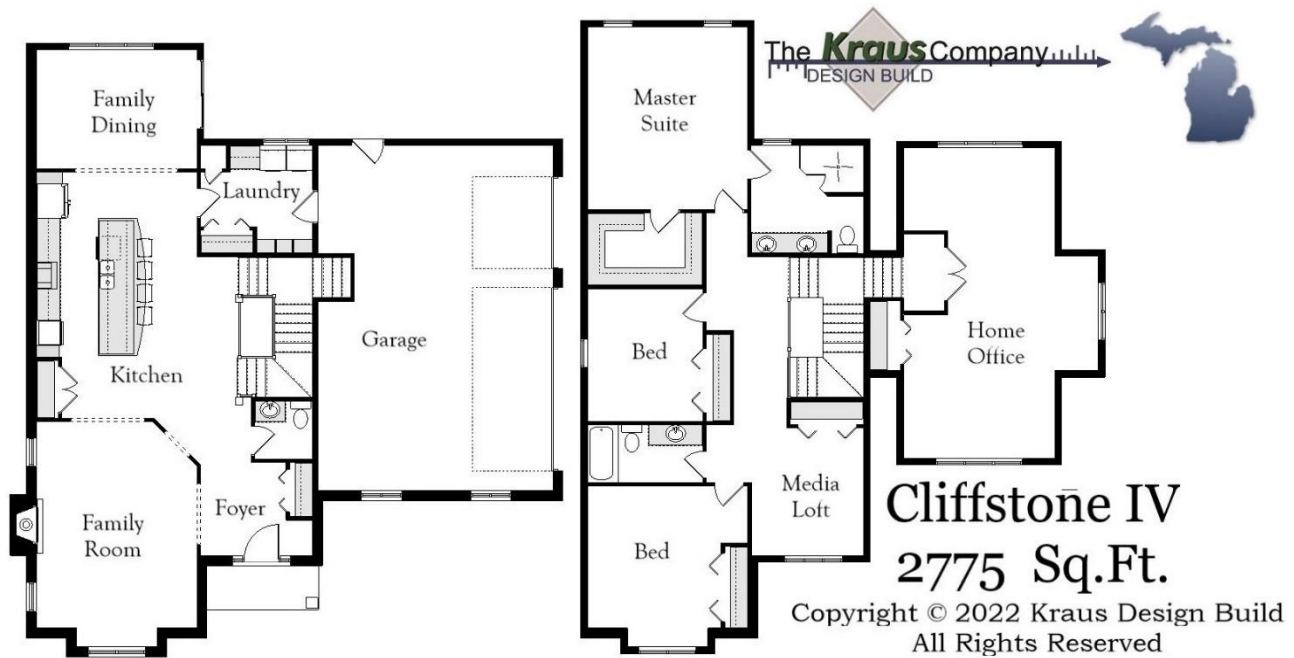 The Kraus Company
DESIGN BUILD
Family
Dining
Laundry
Garage
Kitchen
Foyer
Family
Room
Master
Suite
Bed
Home
Office
Media
Loft
Bed
Cliffstone IV
2775 Sq.Ft.
Copyright © 2022 Kraus Design Build
All Rights Reserved